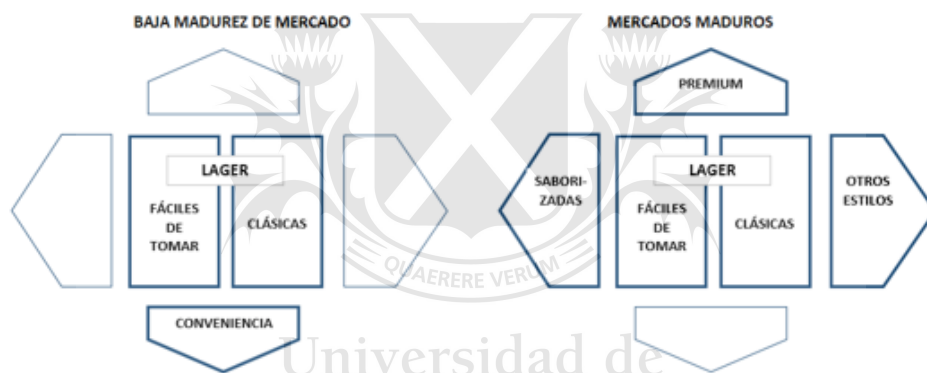 BAJA MADUREZ DE MERCADO
LAGER
FÁCILES
DE
TOMAR
CLÁSICAS
CONVENIENCIA
MERCADOS MADUROS
PREMIUM
SABORI-
ZADAS
LAGER
FÁCILES
DE
TOMAR
CLÁSICAS
OTROS
ESTILOS
QUAERERE VERUM
Universidad de